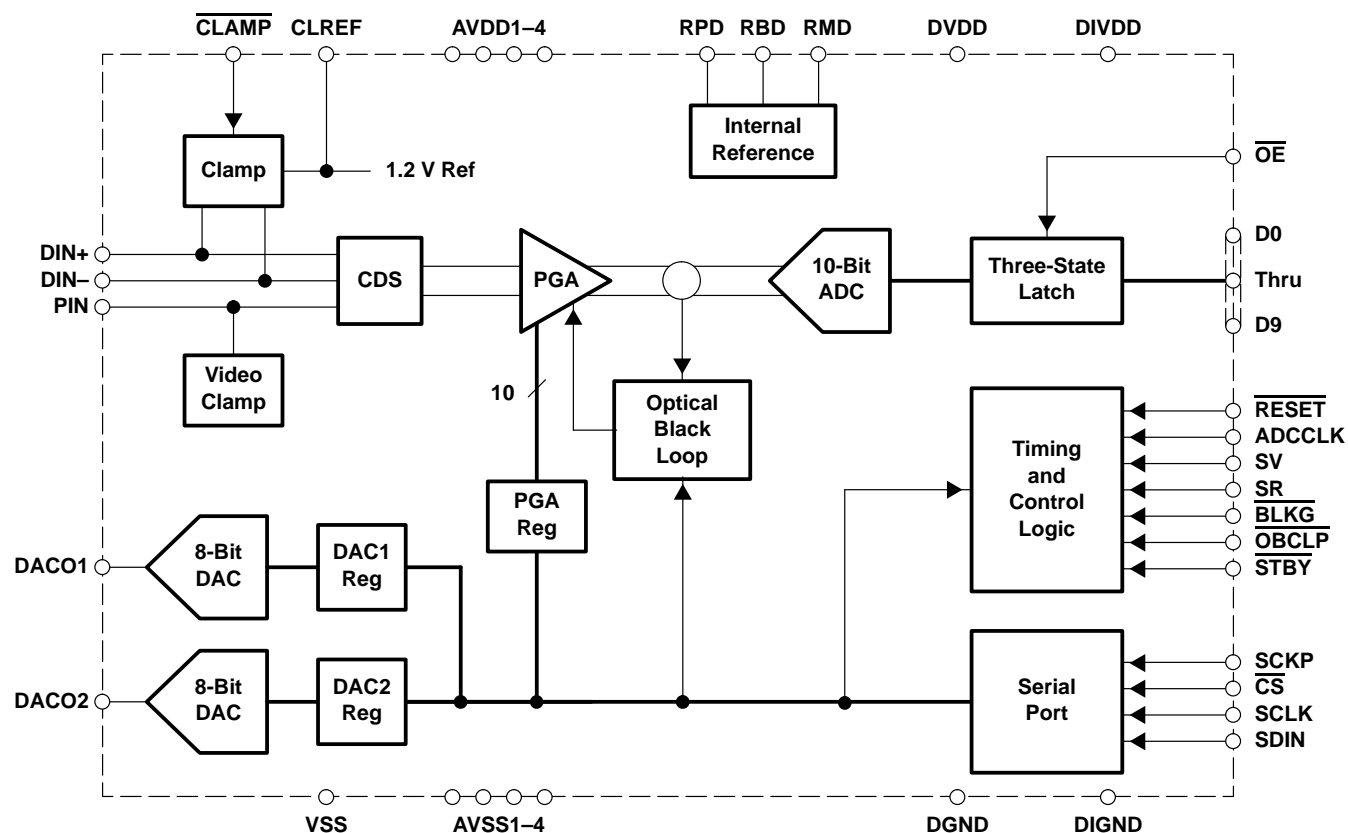 CLAMP CLREF AVDD1–4 RPD RBD RMD DVDD DIVDD
Internal
Reference
Clamp
1.2 V Ref
OE
DIN+
DIN–
PIN
CDS
PGA
10-Bit
ADC
Three-State
Latch
D0
Thru
D9
Video
Clamp
10
Optical
Black
Loop
PGA
Reg
Timing
and
Control
Logic
RESET
ADCCLK
SV
SR
BLKG
OBCLP
STBY
DACO1
8-Bit
DAC
DAC1
Reg
DACO2
8-Bit
DAC
DAC2
Reg
Serial
Port
SCKP
CS
SCLK
SDIN
VSS AVSS1–4 DGND DIGND